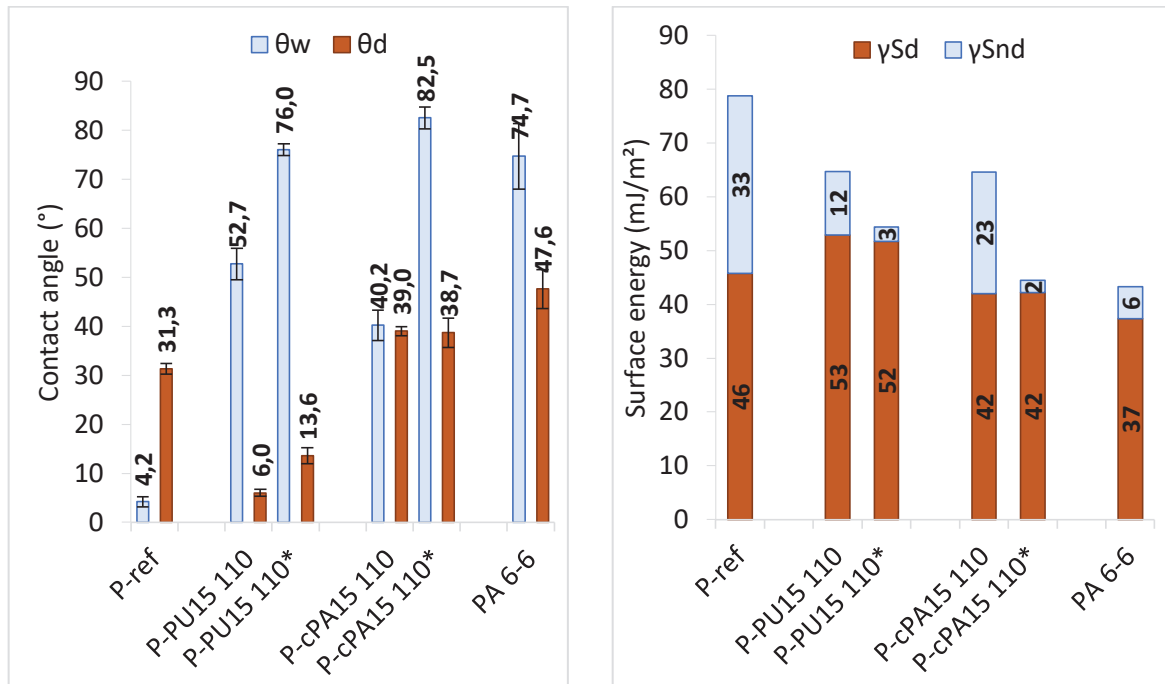 θw θd
Contact angle (°)
90
80
70
60
50
40
30
20
10
0
4,2
31,3
52,7
6,0
76,0
13,6
40,2
39,0
82,5
38,7
74,7
47,6
P-ref
P-PU15 110
P-PU15 110*
P-cPA15 110
P-cPA15 110*
PA 6-6
γSd γSnd
Surface energy (mJ/m²)
90
80
70
60
50
40
30
20
10
0
33
46
12
53
3
52
23
42
2
42
6
37
P-ref
P-PU15 110
P-PU15 110*
P-cPA15 110
P-cPA15 110*
PA 6-6